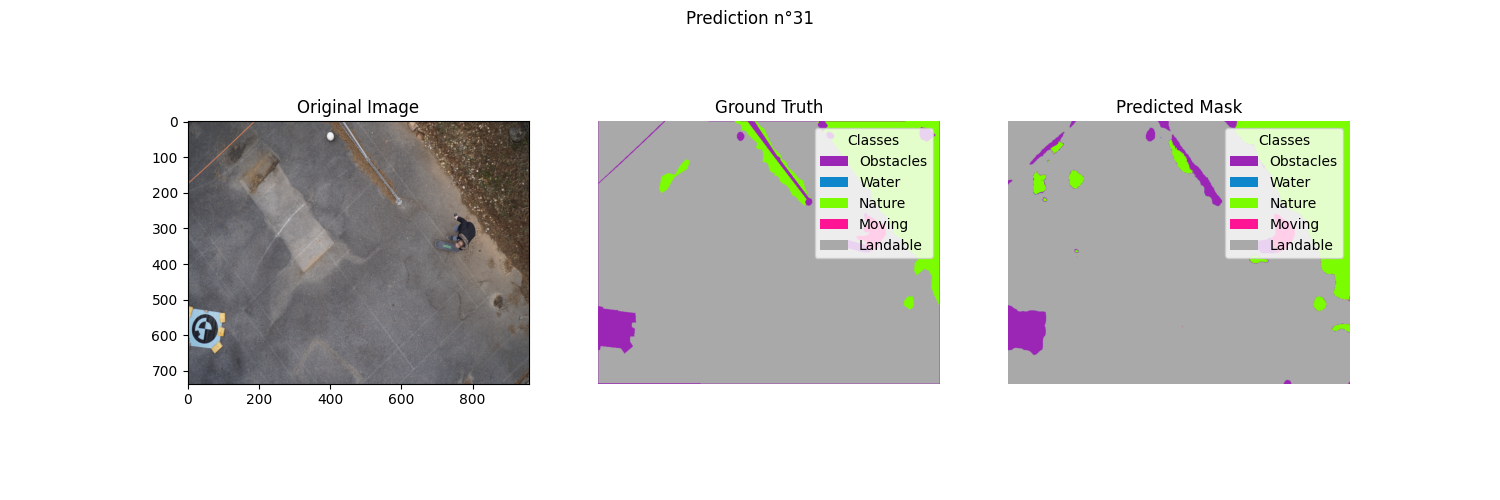 Prediction n°31
Original Image
Ground Truth
Predicted Mask
0
100
200
300
400
500
600
700
0
200
400
600
800
Classes
Obstacles
Water
Nature
Moving
Landable
Classes
Obstacles
Water
Nature
Moving
Landable